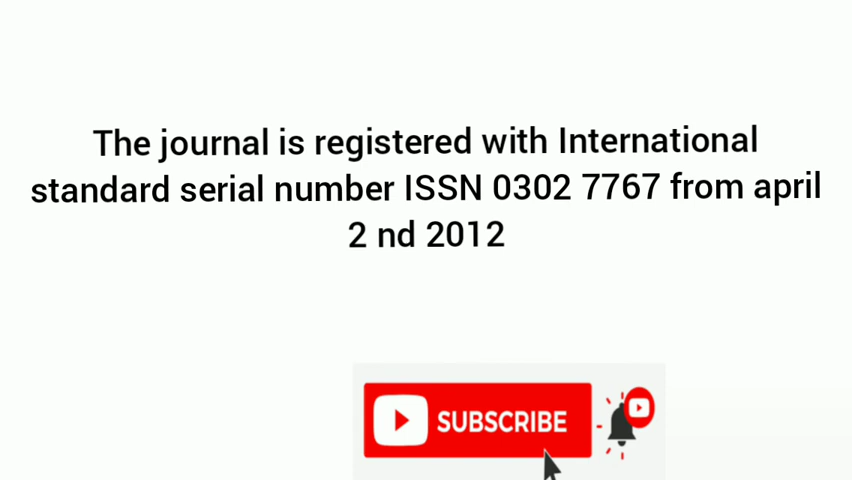 The journal is registered with International
standard serial number ISSN 0302 7767 from april
2 nd 2012
SUBSCRIBE